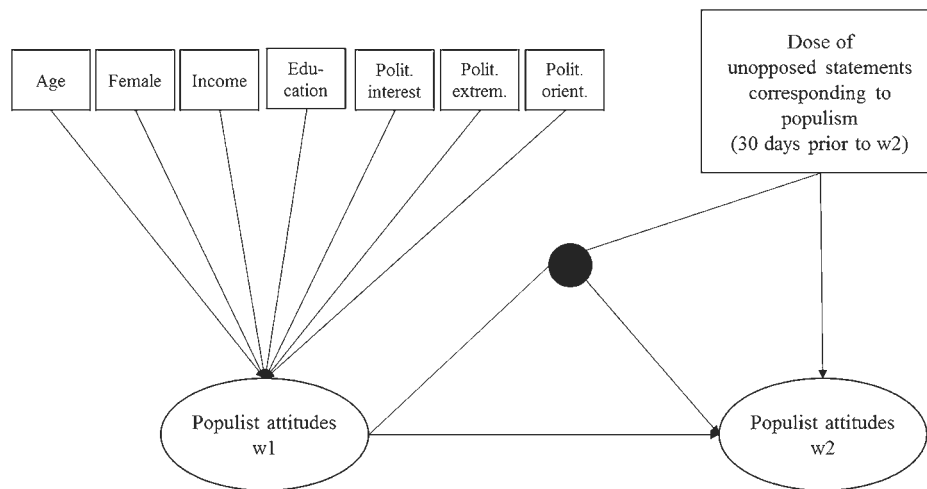 Age
Female
Income
Edu-
cation
Polit.
interest
Polit.
extrem.
Polit.
orient.
Dose of
unopposed statements
corresponding to
populism
(30 days prior to w2)
Populist attitudes
w1
Populist attitudes
w2